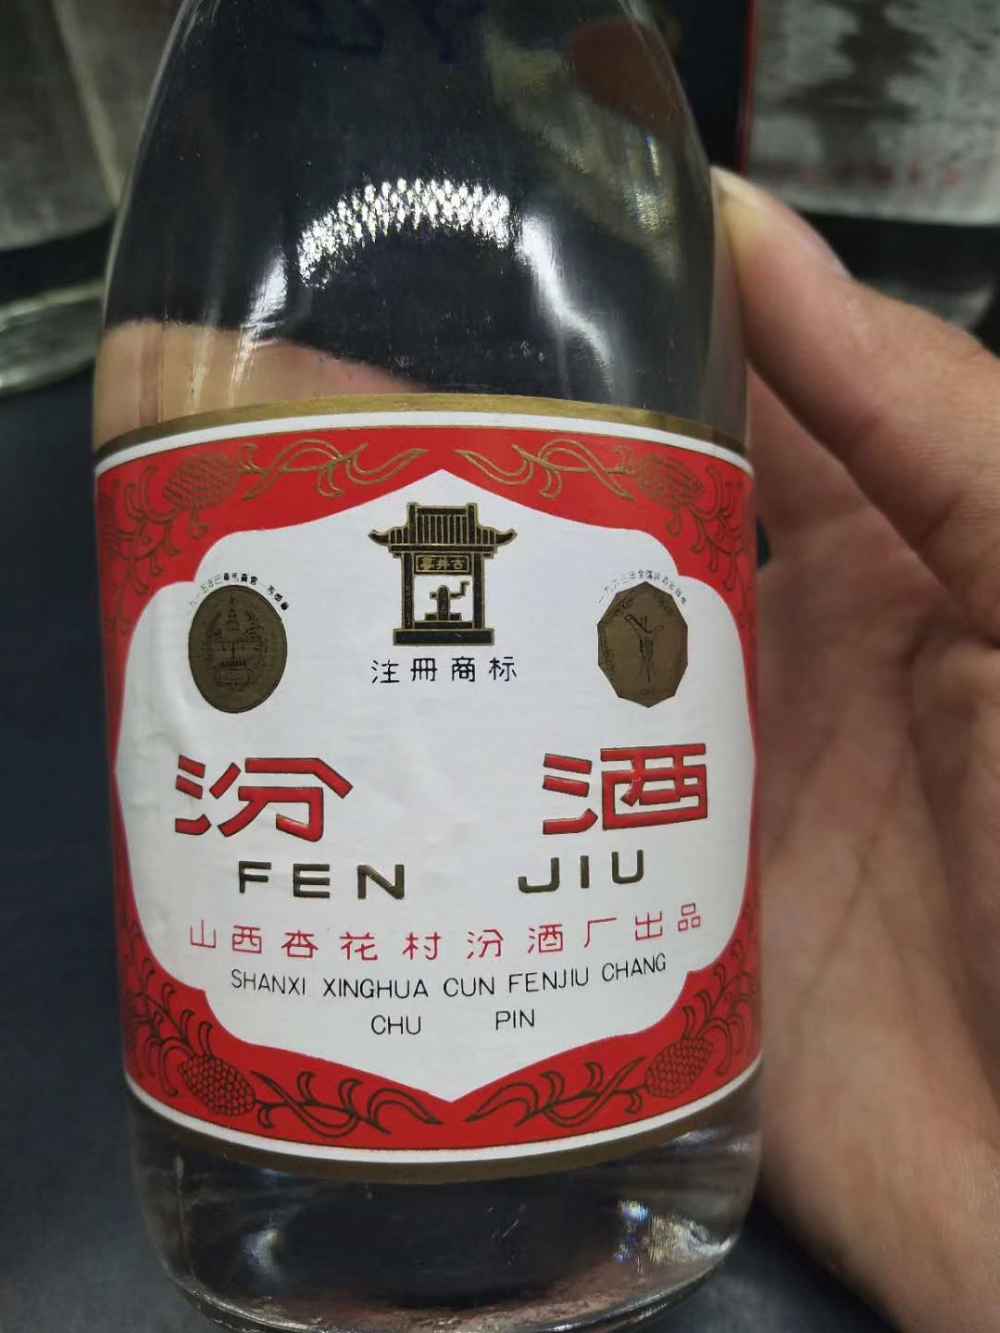 古井亭
注冊商标
汾酒
FEN JIU
山西杏花村汾酒厂出品
SHANXI XINGHUA CUN FENJIU CHANG
CHU PIN